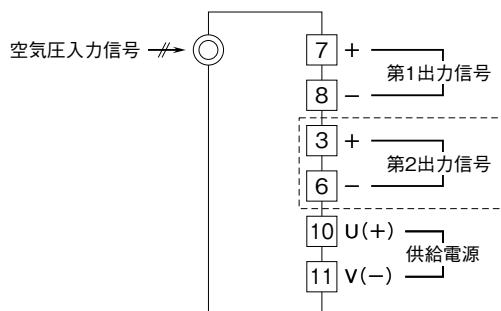 空気圧入力信号
7 +
第1出力信号
8 −
3 +
第2出力信号
6 −
10 U(+)
供給電源
11 V(−)